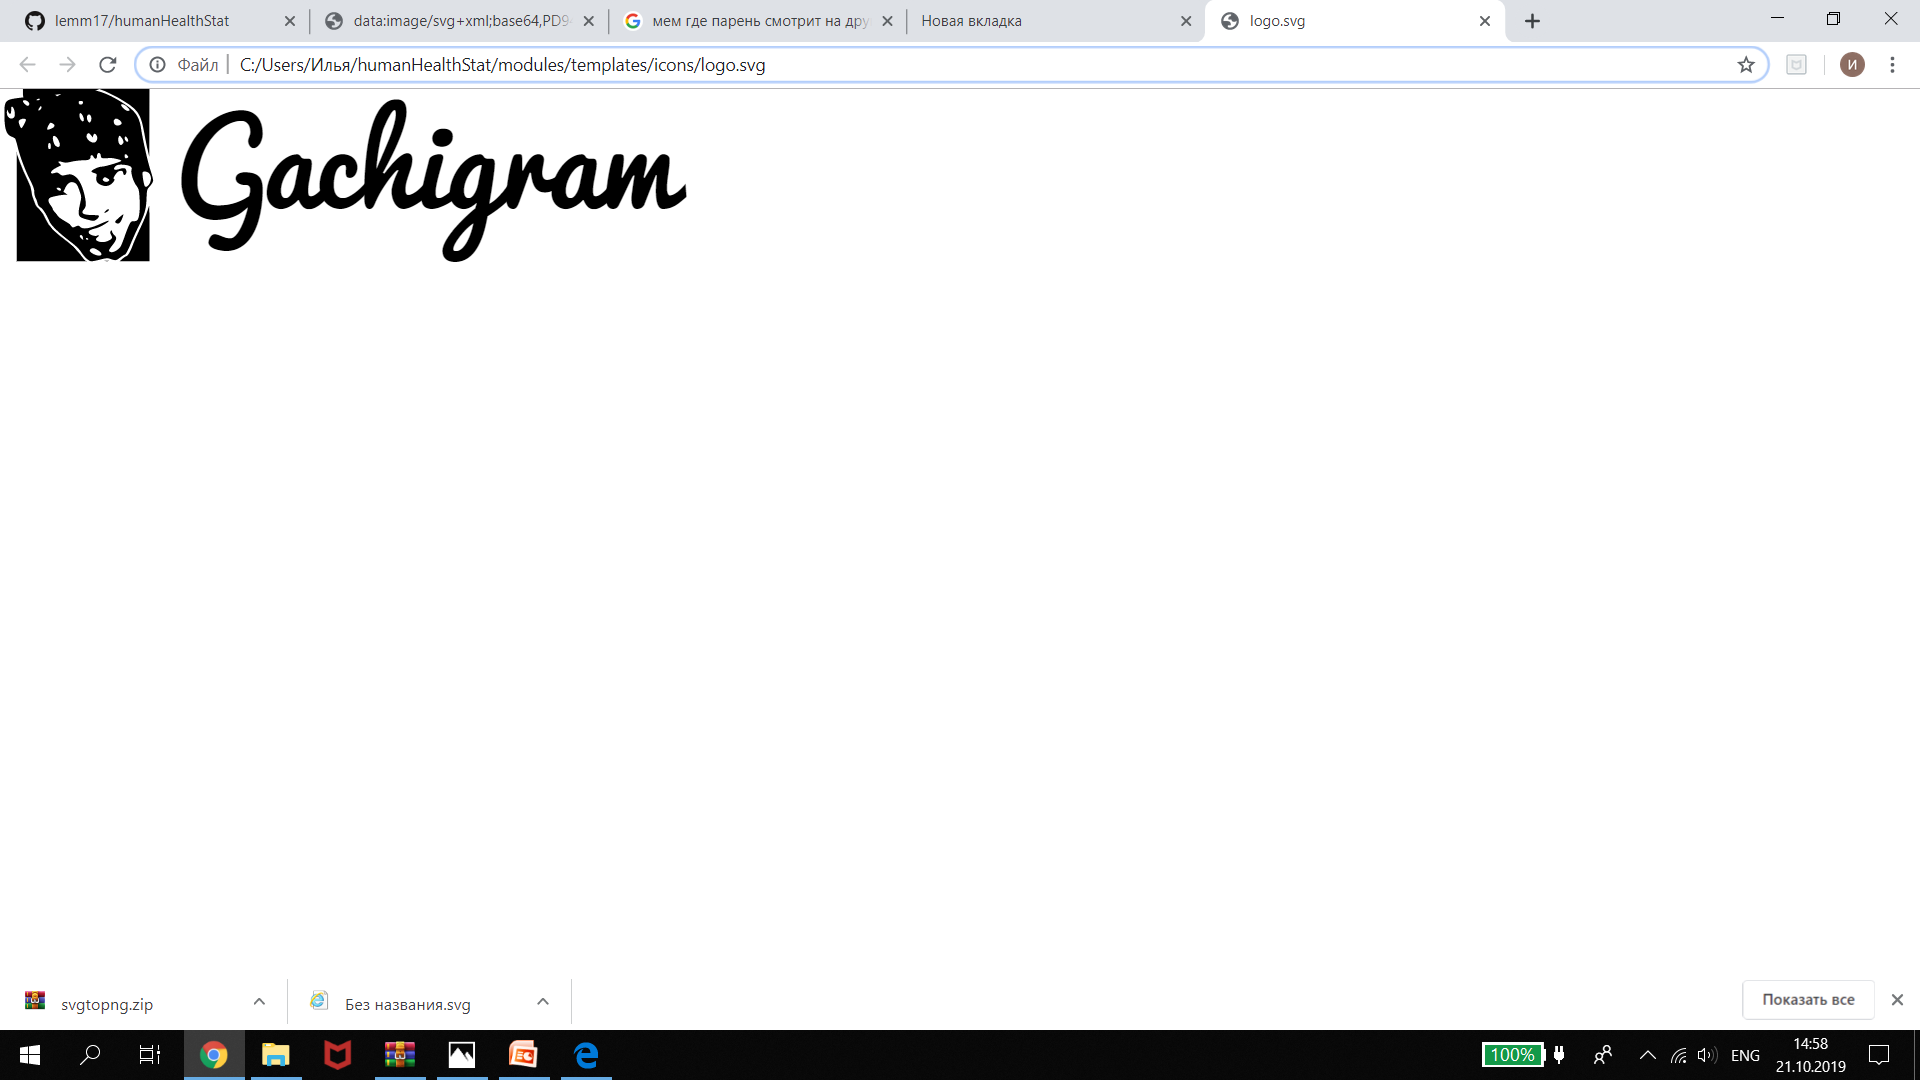 lemm17/humanHealthStat
data:image/svg+xml;base64,PD9
мем где парень смотрит на дру
Новая вкладка
logo.svg
Файл
C:/Users/Илья/humanHealthStat/modules/templates/icons/logo.svg
И
Gachigram
svgtopng.zip
Без названия.svg
Показать все
100%
ENG
14:58
21.10.2019